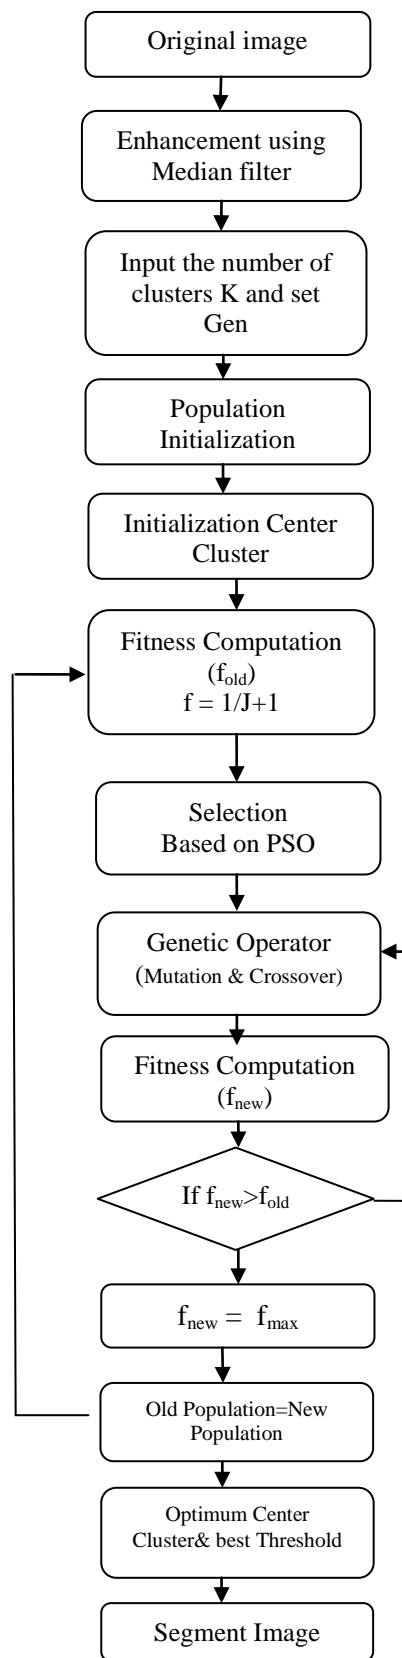 Original image
Enhancement using
Median filter
Input the number of
clusters K and set
Gen
Population
Initialization
Initialization Center
Cluster
Fitness Computation
(fold)
f = 1/J+1
Selection
Based on PSO
Genetic Operator
(Mutation & Crossover)
Fitness Computation
(fnew)
If fnew>fold
fnew = fmax
Old Population=New
Population
Optimum Center
Cluster& best Threshold
Segment Image